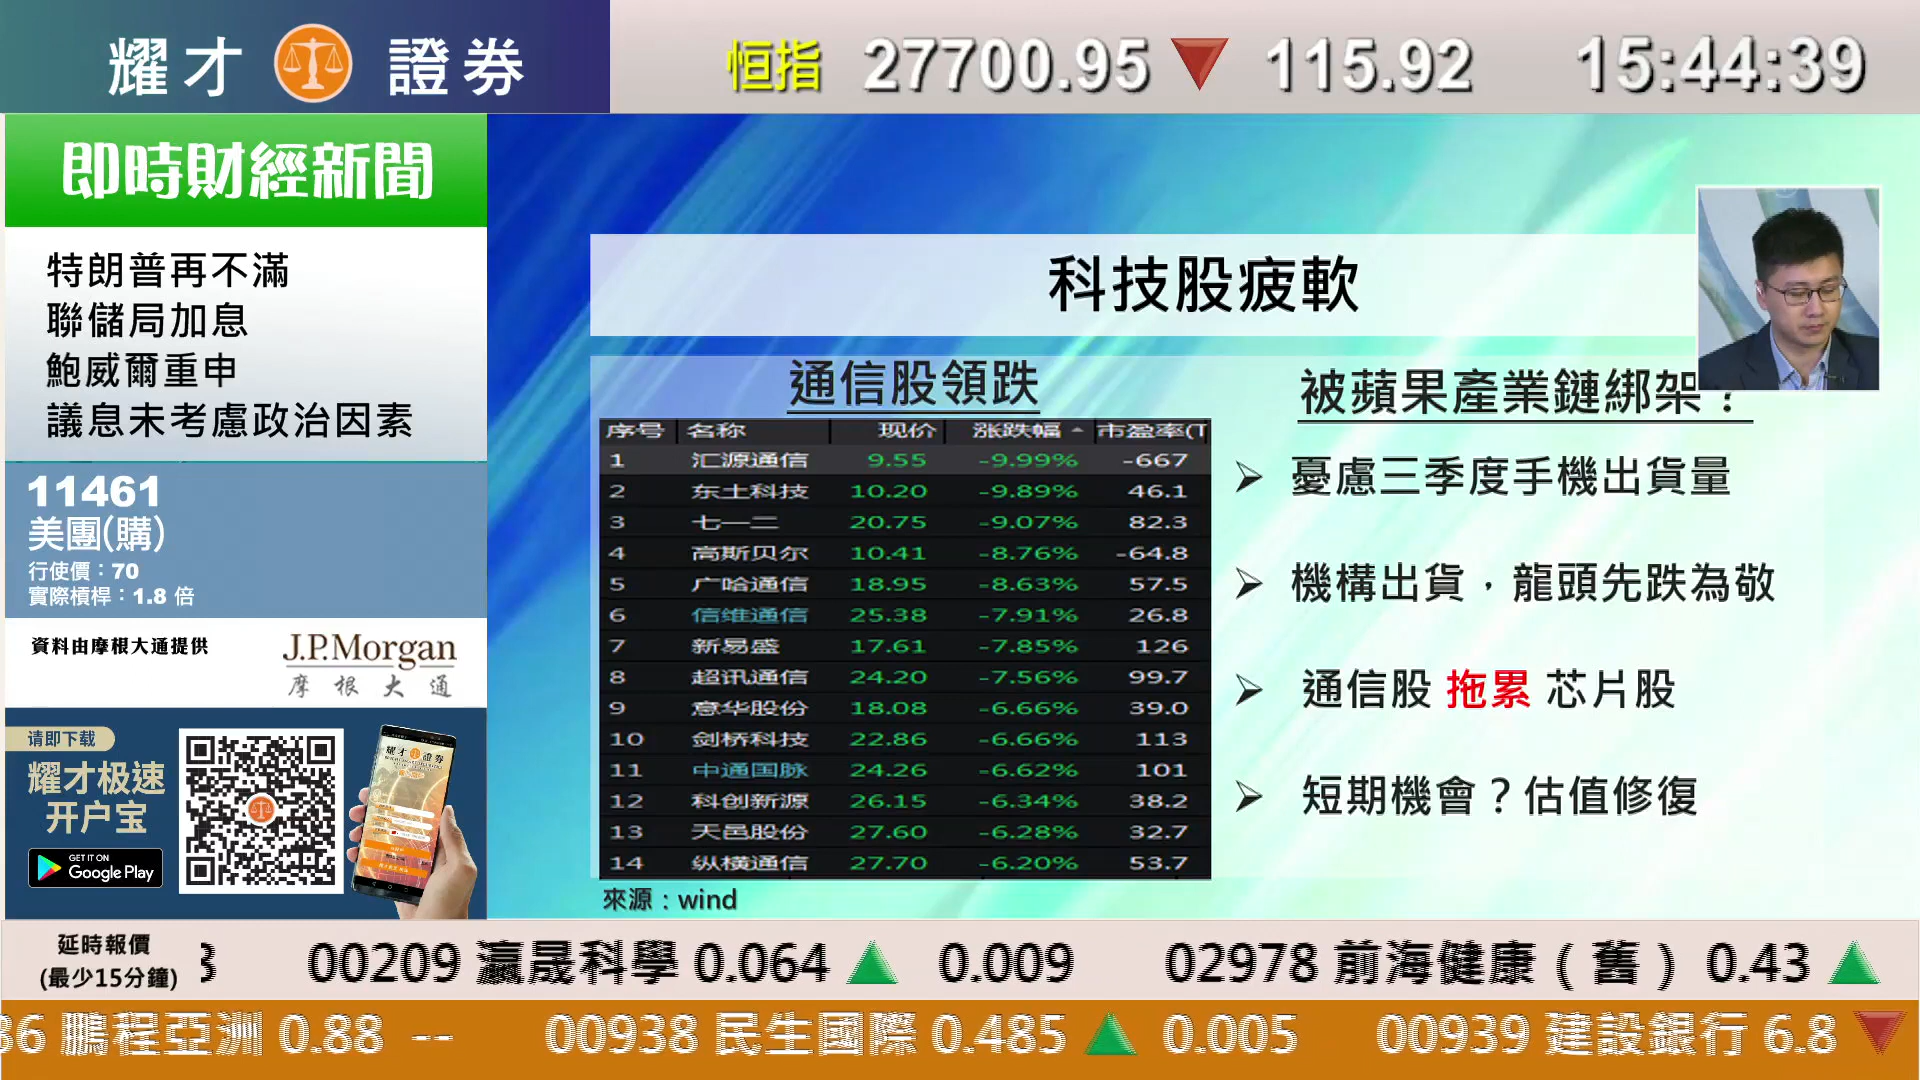 耀才 證券
恒指 27700.95 ▼ 115.92 15:44:39
即時財經新聞
特朗普再不滿
聯儲局加息
鮑威爾重申
議息未考慮政治因素
11461
美團(購)
行使價：70
實際槓桿：1.8 倍
資料由摩根大通提供
J.P.Morgan
摩根大通
请即下载
耀才极速
开户宝
GET IT ON
Google Play
耀才證券
科技股疲軟
通信股領跌
序号 名称 现价 涨跌幅 市盈率(T
1 汇源通信 9.55 -9.99% -667
2 东土科技 10.20 -9.89% 46.1
3 七一二 20.75 -9.07% 82.3
4 高斯贝尔 10.41 -8.76% -64.8
5 广哈通信 18.95 -8.63% 57.5
6 信维通信 25.38 -7.91% 26.8
7 新易盛 17.61 -7.85% 126
8 超讯通信 24.20 -7.56% 99.7
9 意华股份 18.08 -6.66% 39.0
10 剑桥科技 22.86 -6.66% 113
11 中通国脉 24.26 -6.62% 101
12 科创新源 26.15 -6.34% 38.2
13 天邑股份 27.60 -6.28% 32.7
14 纵横通信 27.70 -6.20% 53.7
來源：wind
被蘋果產業鏈綁架？
➢ 憂慮三季度手機出貨量
➢ 機構出貨，龍頭先跌為敬
➢ 通信股 拖累 芯片股
➢ 短期機會？估值修復
延時報價
(最少15分鐘)
00209 瀛晟科學 0.064 ▲ 0.009 02978 前海健康（舊）0.43 ▲
36 鵬程亞洲 0.88 -- 00938 民生國際 0.485 ▲ 0.005 00939 建設銀行 6.8 ▼